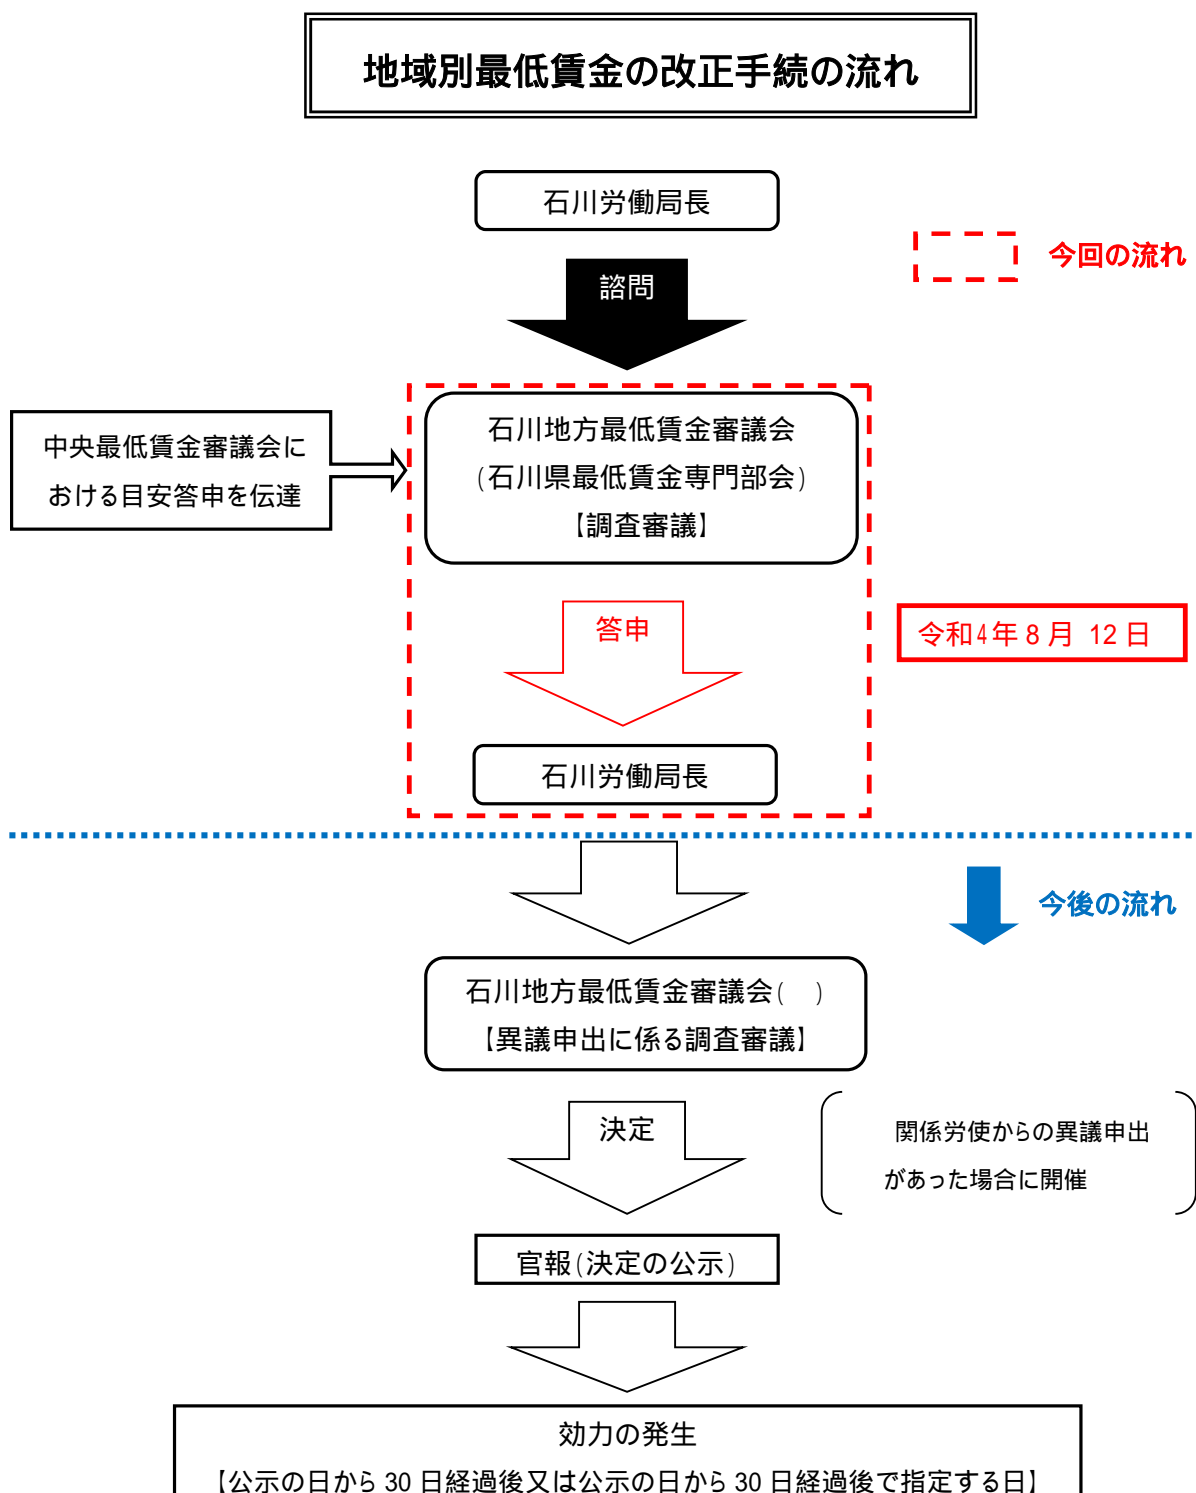 地域別最低賃金の改正手続の流れ
石川労働局長
今回の流れ
諮問
中央最低賃金審議会に
おける目安答申を伝達
石川地方最低賃金審議会
(石川県最低賃金専門部会)
【調査審議】
答申
令和4年8月 12日
石川労働局長
今後の流れ
石川地方最低賃金審議会(　)
【異議申出に係る調査審議】
決定
関係労使からの異議申出
があった場合に開催
官報(決定の公示)
効力の発生
【公示の日から 30 日経過後又は公示の日から 30 日経過後で指定する日】